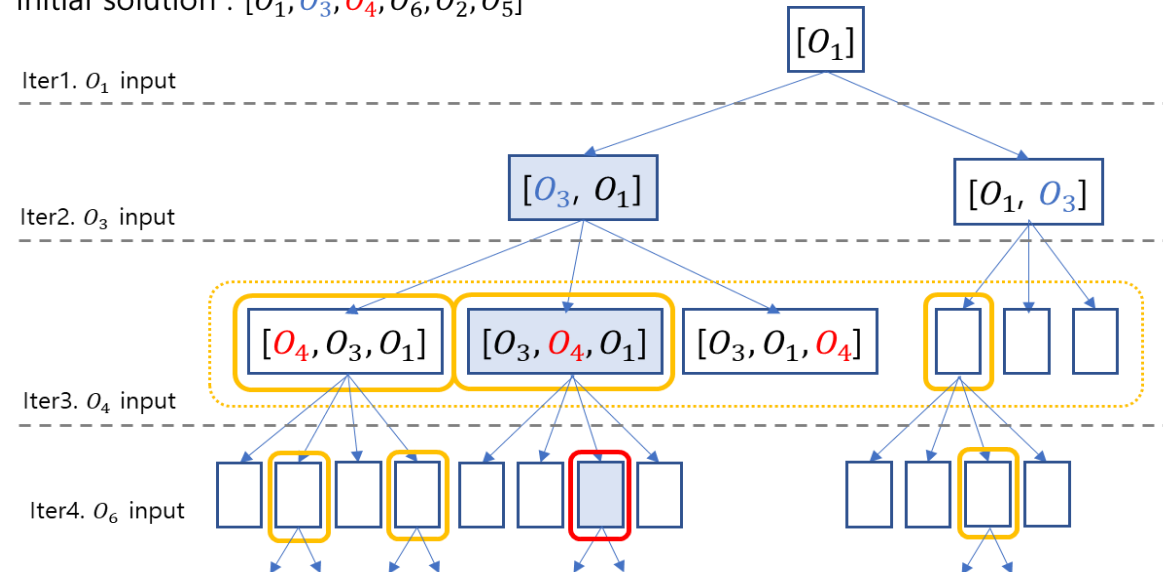 Initial solution : [O₁, O₃, O₄, O₆, O₂, O₅]
[O₁]
Iter1. O₁ input
[O₃, O₁]
[O₁, O₃]
Iter2. O₃ input
[O₄, O₃, O₁]
[O₃, O₄, O₁]
[O₃, O₁, O₄]
Iter3. O₄ input
Iter4. O₆ input